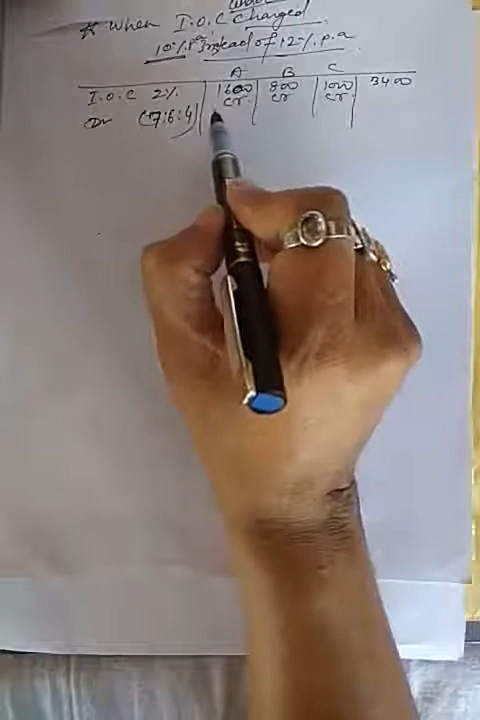 * When I.O.C Charged
10% instead of 12% p.a
A B C
I.O.C 2% 1600 800 1000 3400
Cr Cr Cr
Dr (7:6:4)